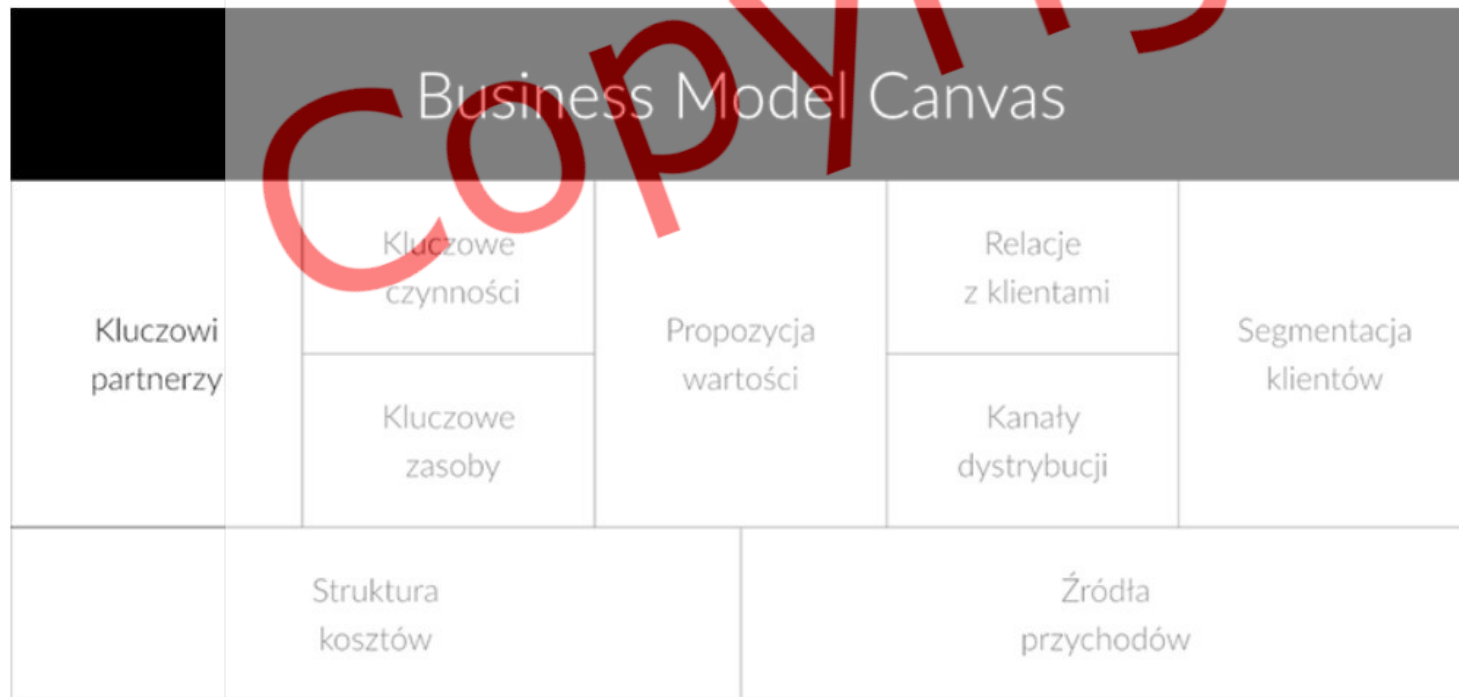 Business Model Canvas
Kluczowi
partnerzy
Kluczowe
czynności
Kluczowe
zasoby
Propozycja
wartości
Relacje
z klientami
Kanały
dystrybucji
Segmentacja
klientów
Struktura
kosztów
Źródła
przychodów